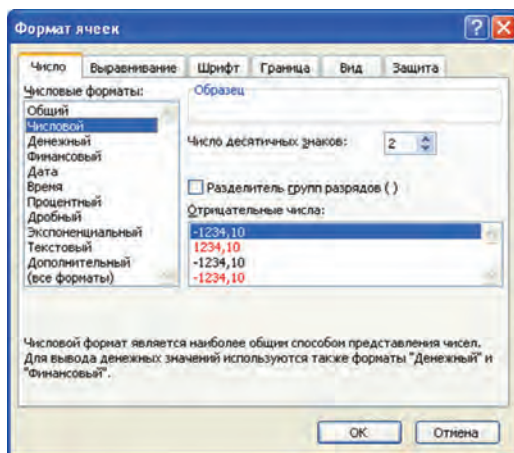 Формат ячеек
Число Выравнивание Шрифт Граница Вид Защита
Числовые форматы:
Общий
Числовой
Денежный
Финансовый
Дата
Время
Процентный
Дробный
Экспоненциальный
Текстовый
Дополнительный
(все форматы)
Образец
Число десятичных знаков: 2
Разделитель групп разрядов ( )
Отрицательные числа:
-1234,10
1234,10
-1234,10
-1234,10
Числовой формат является наиболее общим способом представления чисел.
Для вывода денежных значений используются также форматы "Денежный" и
"Финансовый".
OK Отмена